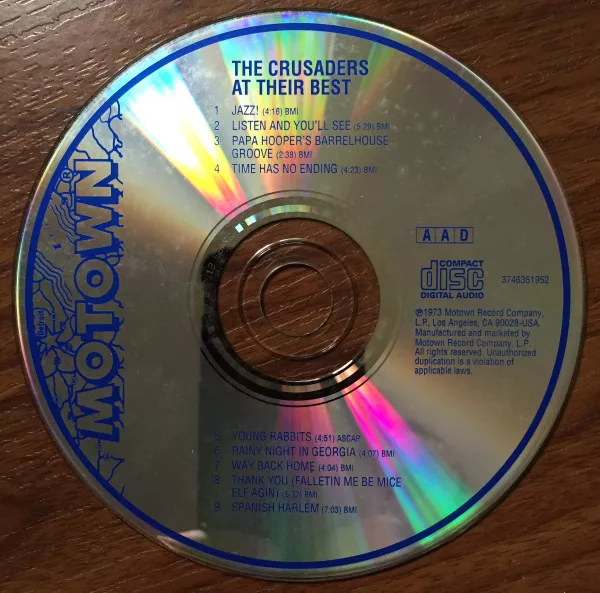 THE CRUSADERS
AT THEIR BEST
1 JAZZ! (4:16) BMI
2 LISTEN AND YOU'LL SEE (5:29) BMI
3 PAPA HOOPER'S BARRELHOUSE
GROOVE (2:38) BMI
4 TIME HAS NO ENDING (4:23) BMI
MOTOWN®
Detroit
AAD
COMPACT
disc
DIGITAL AUDIO
3746351952
℗1973 Motown Record Company,
L.P., Los Angeles, CA 90028-USA
Manufactured and marketed by
Motown Record Company, L.P.
All rights reserved. Unauthorized
duplication is a violation of
applicable laws.
5 YOUNG RABBITS (4:51) ASCAP
6 RAINY NIGHT IN GEORGIA (4:07) BMI
7 WAY BACK HOME (4:04) BMI
8 THANK YOU (FALLETIN ME BE MICE
ELF AGIN) BMI
9 SPANISH HARLEM (7:03) BMI